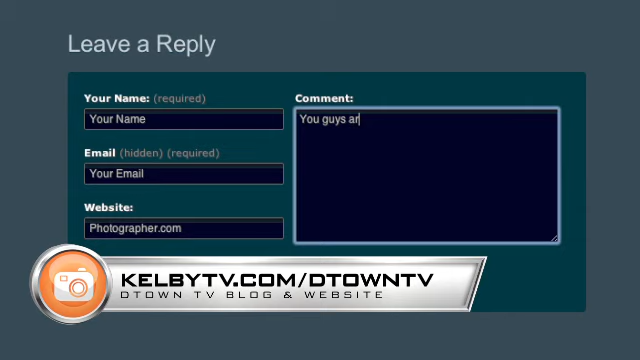 Leave a Reply
Your Name: (required)
Your Name
Email (hidden) (required)
Your Email
Website:
Photographer.com
Comment:
You guys ar
KELBYTV.COM/DTOWNTV
DTOWN TV BLOG & WEBSITE